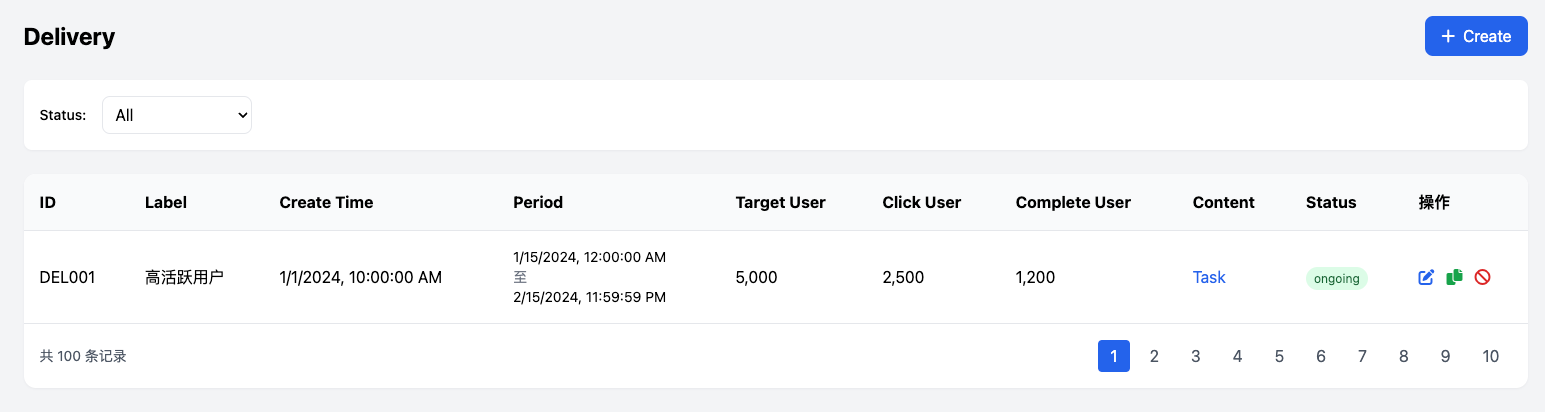 Delivery
Create
Status: All
ID Label Create Time Period Target User Click User Complete User Content Status 操作
DEL001 高活跃用户 1/1/2024, 10:00:00 AM 1/15/2024, 12:00:00 AM
至
2/15/2024, 11:59:59 PM 5,000 2,500 1,200 Task ongoing
共 100 条记录 1 2 3 4 5 6 7 8 9 10